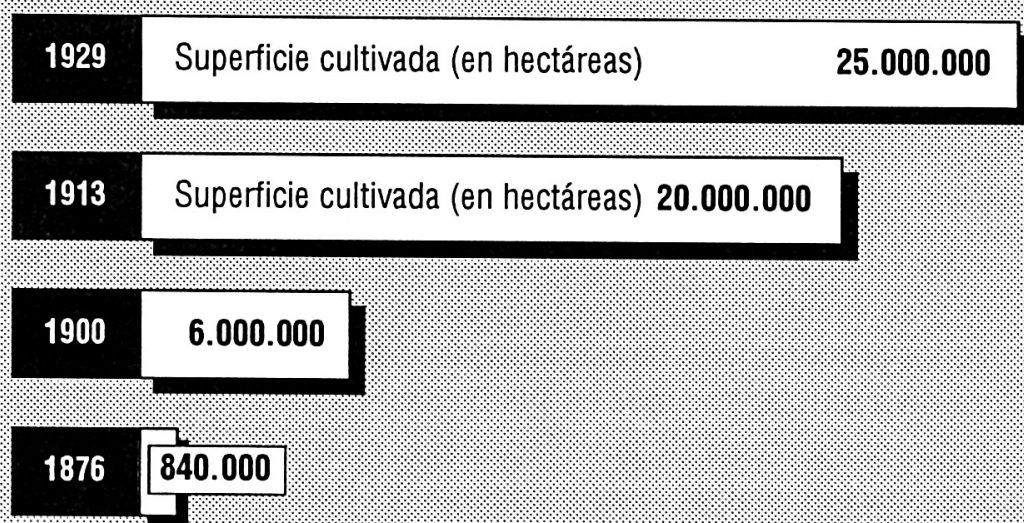 1929 Superficie cultivada (en hectáreas) 25.000.000
1913 Superficie cultivada (en hectáreas) 20.000.000
1900 6.000.000
1876 840.000